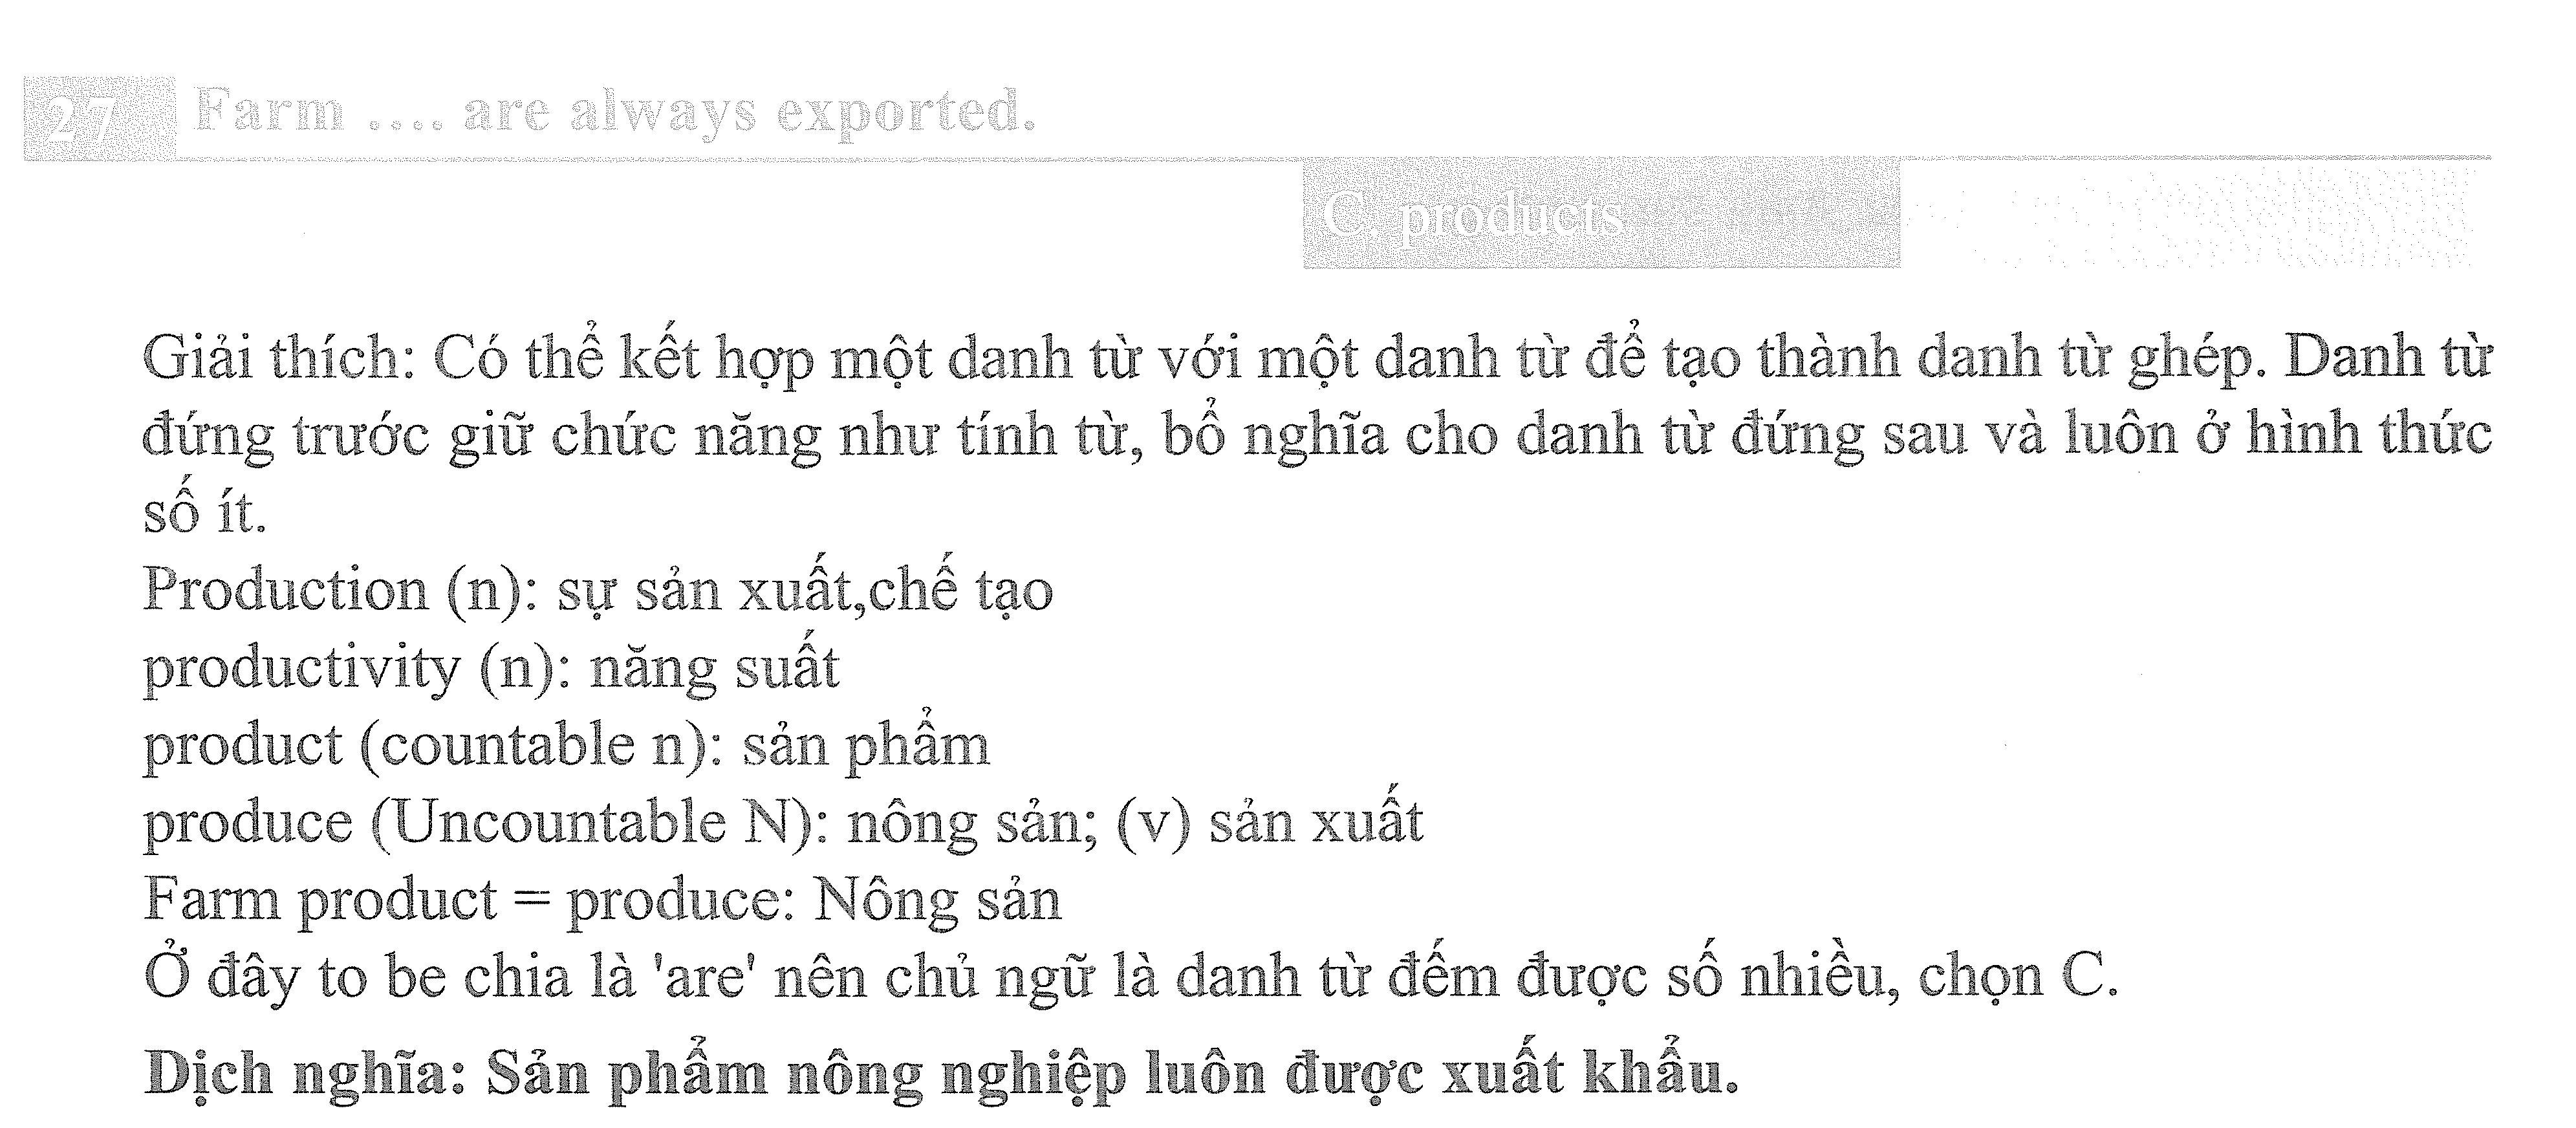 27 Farm .... are always exported.
C. products
Giải thích: Có thể kết hợp một danh từ với một danh từ để tạo thành danh từ ghép. Danh từ
đứng trước giữ chức năng như tính từ, bổ nghĩa cho danh từ đứng sau và luôn ở hình thức
số ít.
Production (n): sự sản xuất,chế tạo
productivity (n): năng suất
product (countable n): sản phẩm
produce (Uncountable N): nông sản; (v) sản xuất
Farm product = produce: Nông sản
Ở đây to be chia là 'are' nên chủ ngữ là danh từ đếm được số nhiều, chọn C.
Dịch nghĩa: Sản phẩm nông nghiệp luôn được xuất khẩu.